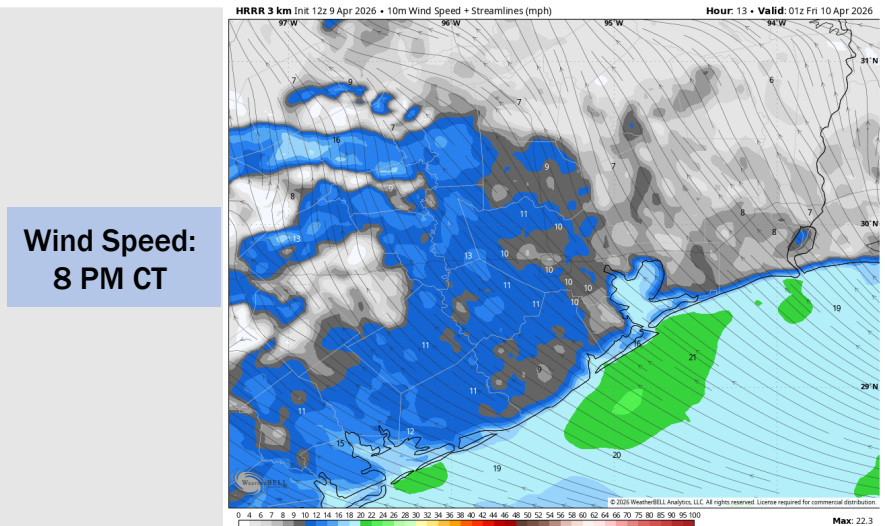 HRRR 3 km Init 12z 9 Apr 2026 • 10m Wind Speed + Streamlines (mph)
Hour: 13 • Valid: 01z Fri 10 Apr 2026
97°W 96°W 95°W 94°W
31°N
7 9 6
7
7
16
9
7
8 9
11 8 7
30°N
10 8
13
13 10
10
11 10 10
11 10
19
16
11
21
9
29°N
11
11
12
15
20
19
Wind Speed:
8 PM CT
WeatherBELL
© 2026 WeatherBELL Analytics, LLC. All rights reserved. License required for commercial distribution.
0 4 6 7 8 9 10 12 14 16 18 20 22 24 26 28 30 32 34 36 38 40 42 44 46 48 50 52 54 56 58 60 62 64 66 70 75 80 85 90 95 100
Max: 22.3